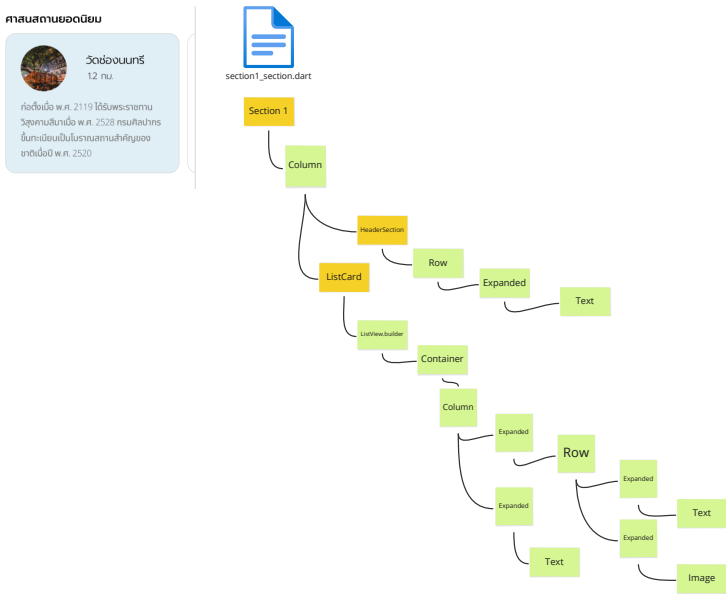 ศาสนสถานยอดนิยม
วัดช่องนนทรี
1.2 กม.
ก่อตั้งเมื่อ พ.ศ. 2119 ได้รับพระราชทาน
วิสุงคามสีมาเมื่อ พ.ศ. 2528 กรมศิลปากร
ขึ้นทะเบียนเป็นโบราณสถานสำคัญของ
ชาติเมื่อปี พ.ศ. 2520
section1_section.dart
Section 1
Column
HeaderSection
Row
Expanded
Text
ListCard
ListView.builder
Container
Column
Expanded
Row
Expanded
Text
Expanded
Text
Expanded
Image